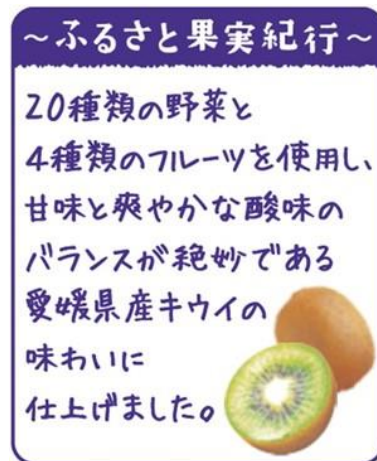 ～ふるさと果実紀行～
20種類の野菜と
4種類のフルーツを使用し、
甘味と爽やかな酸味の
バランスが絶妙である
愛媛県産キウイの
味わいに
仕上げました。